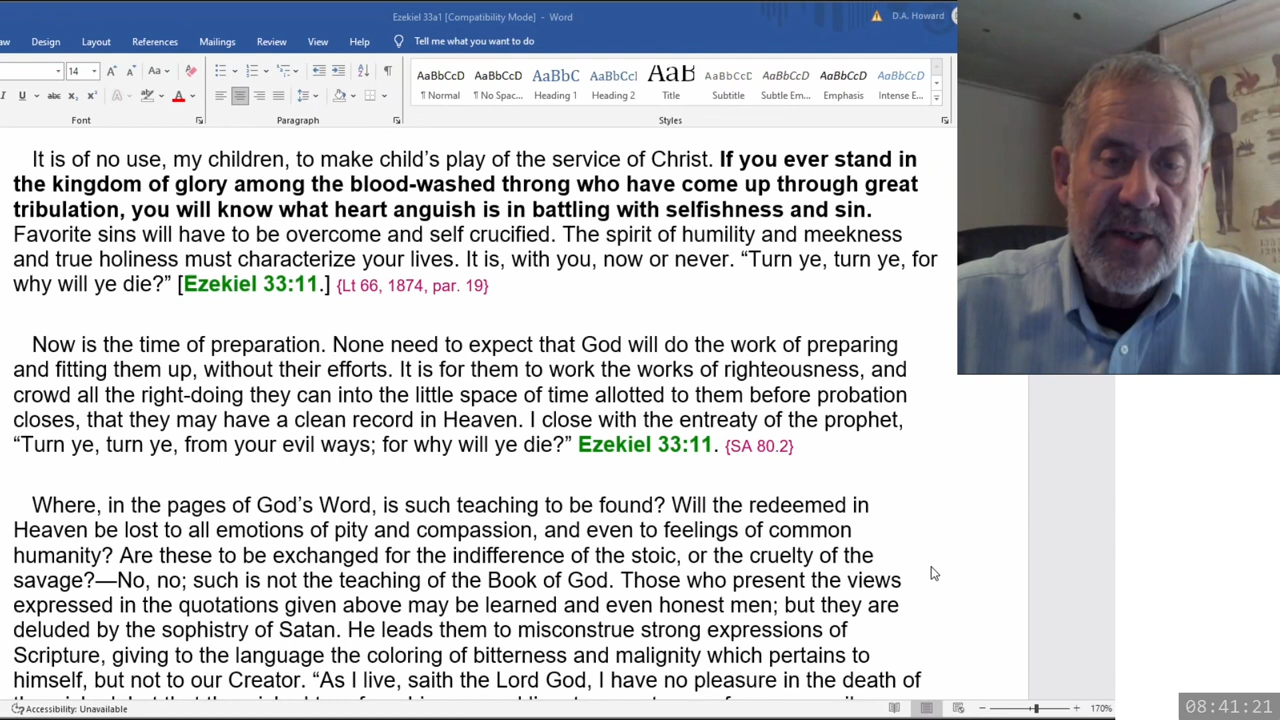 Ezekiel 33a1 [Compatibility Mode] - Word
D.A. Howard
Design Layout References Mailings Review View Help Tell me what you want to do
14 Aa
AaBbCcD AaBbCcD AaBbC AaBbCcl AaB AaBbCcD AaBbCcD AaBbCcD AaBbCcD
¶ Normal ¶ No Spac... Heading 1 Heading 2 Title Subtitle Subtle Em... Emphasis Intense E...
Font Paragraph Styles
It is of no use, my children, to make child’s play of the service of Christ. If you ever stand in
the kingdom of glory among the blood-washed throng who have come up through great
tribulation, you will know what heart anguish is in battling with selfishness and sin.
Favorite sins will have to be overcome and self crucified. The spirit of humility and meekness
and true holiness must characterize your lives. It is, with you, now or never. “Turn ye, turn ye, for
why will ye die?” [Ezekiel 33:11.] {Lt 66, 1874, par. 19}
Now is the time of preparation. None need to expect that God will do the work of preparing
and fitting them up, without their efforts. It is for them to work the works of righteousness, and
crowd all the right-doing they can into the little space of time allotted to them before probation
closes, that they may have a clean record in Heaven. I close with the entreaty of the prophet,
“Turn ye, turn ye, from your evil ways; for why will ye die?” Ezekiel 33:11. {SA 80.2}
Where, in the pages of God’s Word, is such teaching to be found? Will the redeemed in
Heaven be lost to all emotions of pity and compassion, and even to feelings of common
humanity? Are these to be exchanged for the indifference of the stoic, or the cruelty of the
savage?—No, no; such is not the teaching of the Book of God. Those who present the views
expressed in the quotations given above may be learned and even honest men; but they are
deluded by the sophistry of Satan. He leads them to misconstrue strong expressions of
Scripture, giving to the language the coloring of bitterness and malignity which pertains to
himself, but not to our Creator. “As I live, saith the Lord God, I have no pleasure in the death of
Accessibility: Unavailable
170%
08:41:21